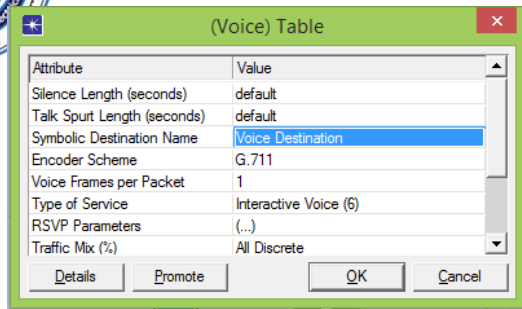 (Voice) Table
Attribute Value
Silence Length (seconds) default
Talk Spurt Length (seconds) default
Symbolic Destination Name Voice Destination
Encoder Scheme G.711
Voice Frames per Packet 1
Type of Service Interactive Voice (6)
RSVP Parameters (...)
Traffic Mix (%) All Discrete
Details Promote OK Cancel